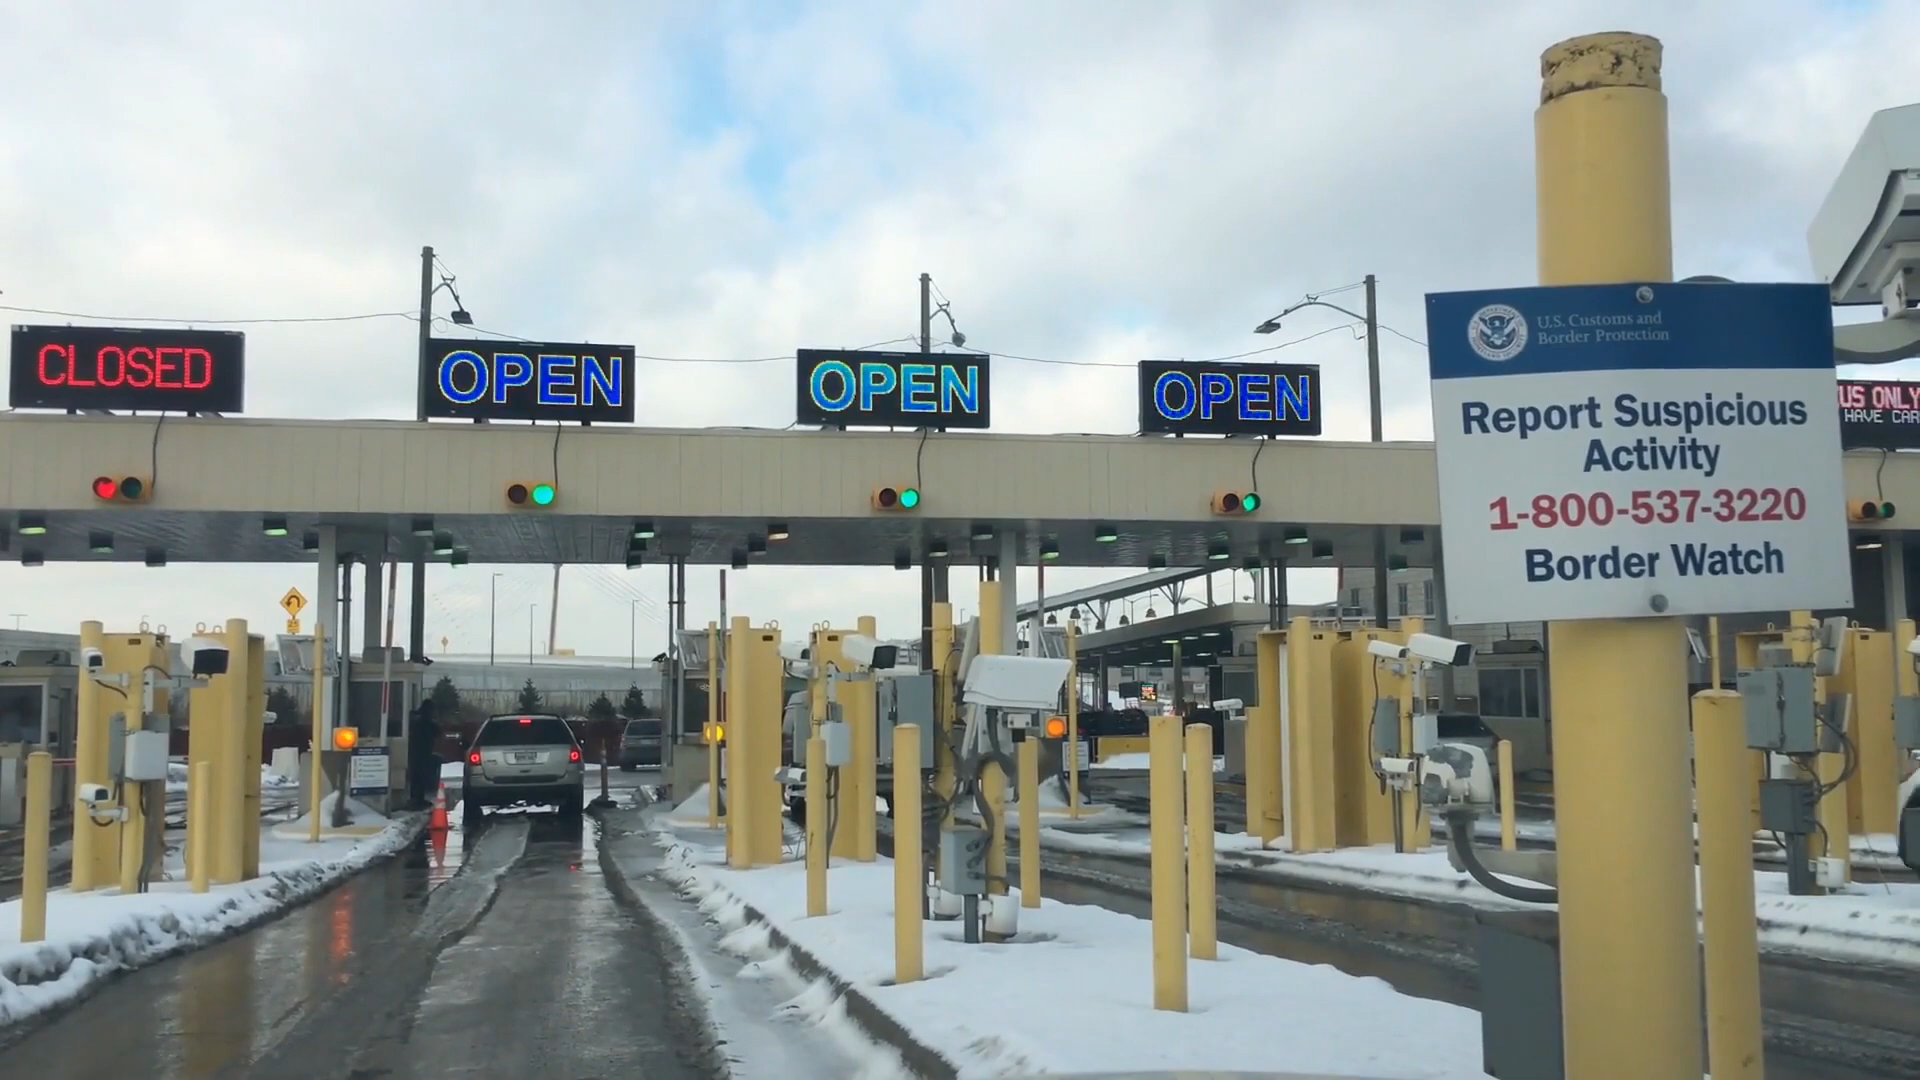 CLOSED
OPEN
OPEN
OPEN
US ONLY
HAVE CAR
U.S. Customs and
Border Protection
Report Suspicious
Activity
1-800-537-3220
Border Watch